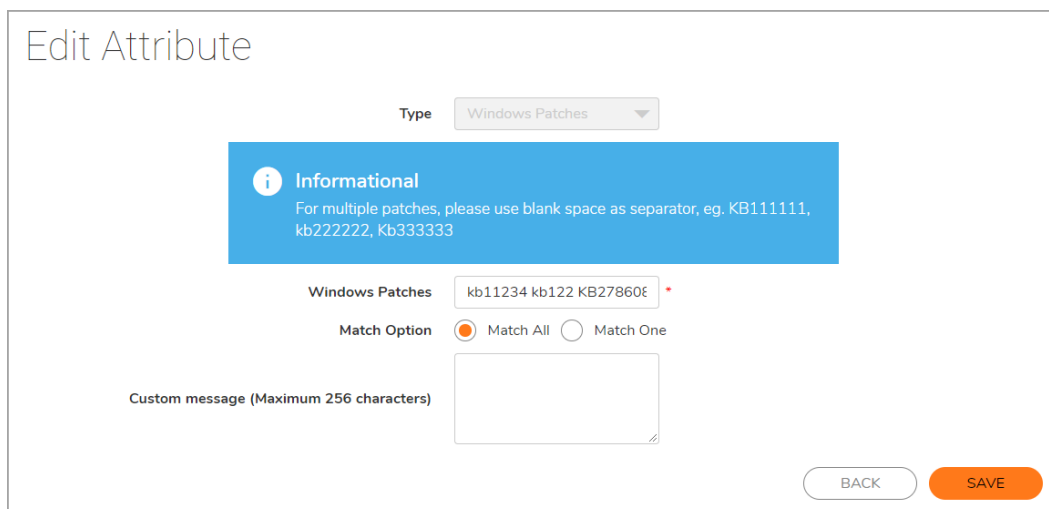 Edit Attribute
Type Windows Patches
Informational
For multiple patches, please use blank space as separator, eg. KB111111,
kb222222, Kb333333
Windows Patches kb11234 kb122 KB278608 *
Match Option Match All Match One
Custom message (Maximum 256 characters)
BACK SAVE